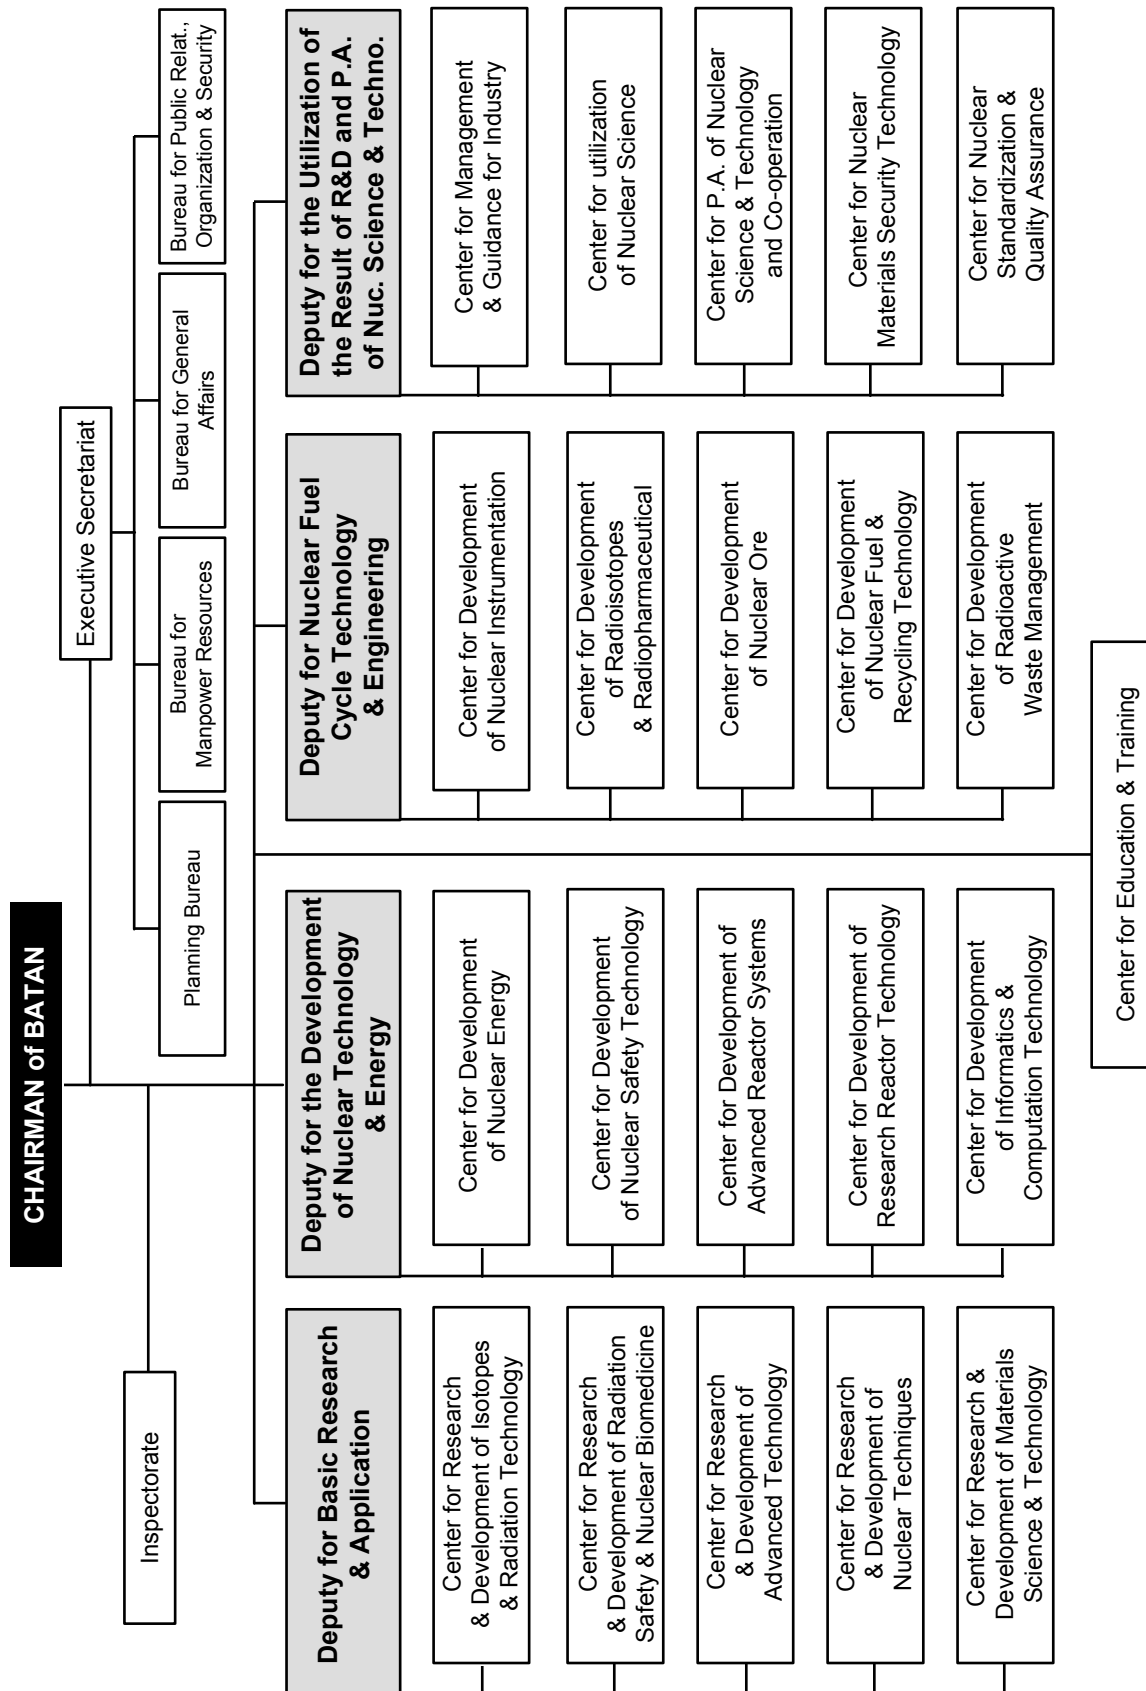 CHAIRMAN of BATAN
Executive Secretariat
Inspectorate
Planning Bureau
Bureau for
Manpower Resources
Bureau for General
Affairs
Bureau for Public Relat.,
Organization & Security
Deputy for Basic Research
& Application
Center for Research
& Development of Isotopes
& Radiation Technology
Center for Research
& Development of Radiation
Safety & Nuclear Biomedicine
Center for Research
& Development of
Advanced Technology
Center for Research
& Development of
Nuclear Techniques
Center for Research &
Development of Materials
Science & Technology
Deputy for the Development
of Nuclear Technology
& Energy
Center for Development
of Nuclear Energy
Center for Development
of Nuclear Safety Technology
Center for Development of
Advanced Reactor Systems
Center for Development of
Research Reactor Technology
Center for Development
of Informatics &
Computation Technology
Deputy for Nuclear Fuel
Cycle Technology
& Engineering
Center for Development
of Nuclear Instrumentation
Center for Development
of Radioisotopes
& Radiopharmaceutical
Center for Development
of Nuclear Ore
Center for Development
of Nuclear Fuel &
Recycling Technology
Center for Development
of Radioactive
Waste Management
Deputy for the Utilization of
the Result of R&D and P.A.
of Nuc. Science & Techno.
Center for Management
& Guidance for Industry
Center for utilization
of Nuclear Science
Center for P.A. of Nuclear
Science & Technology
and Co-operation
Center for Nuclear
Materials Security Technology
Center for Nuclear
Standardization &
Quality Assurance
Center for Education & Training